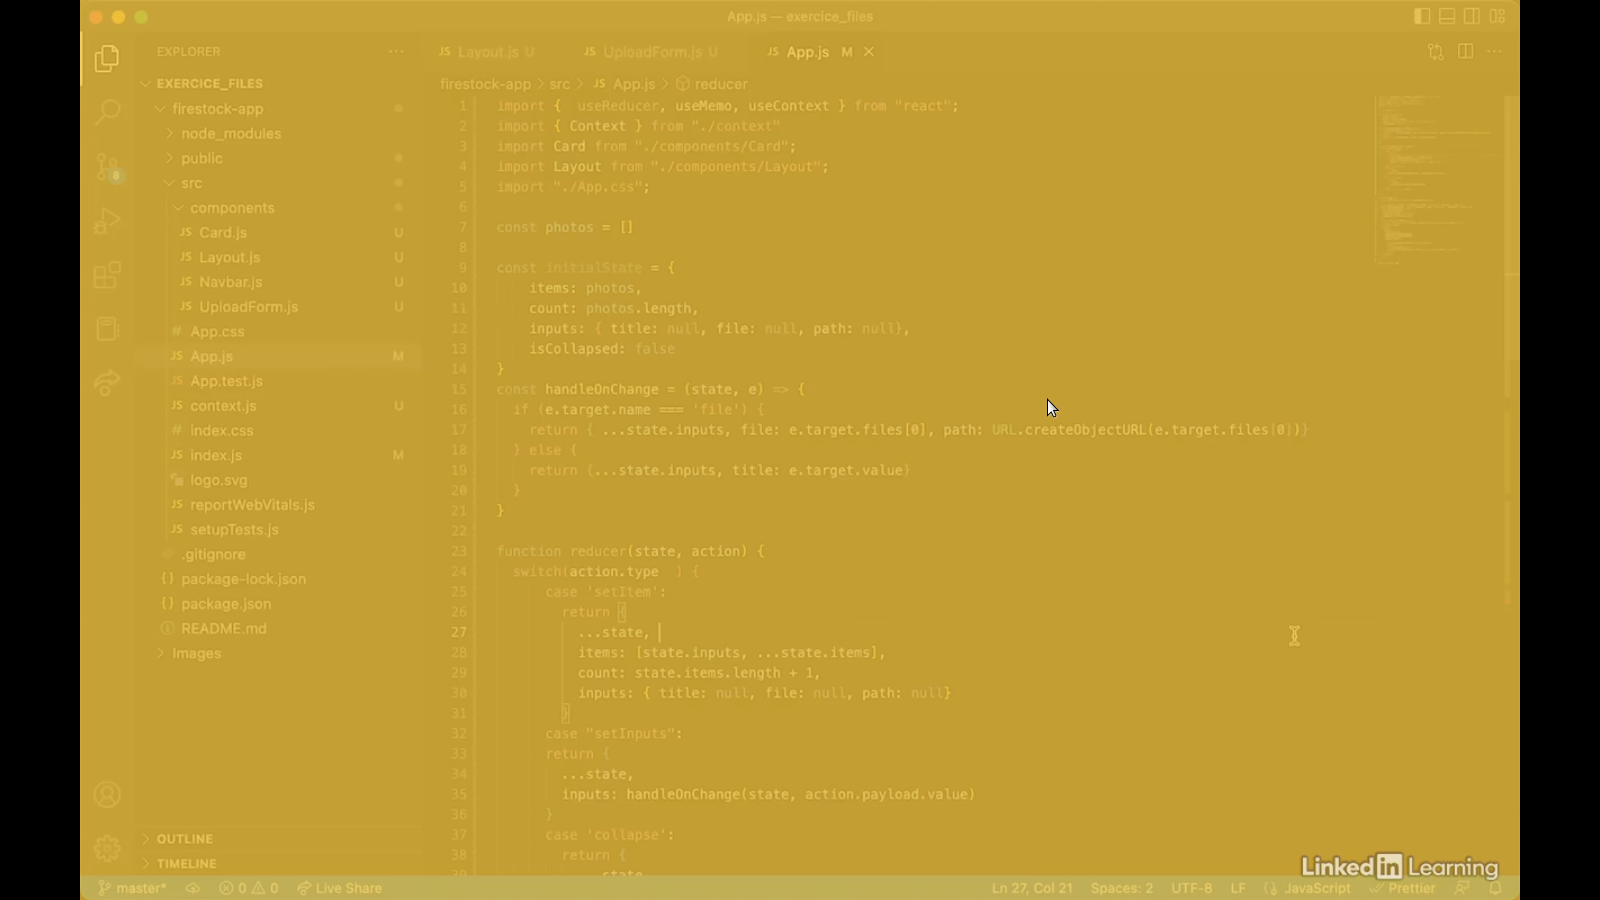 App.js — exercice_files
EXPLORER
EXERCICE_FILES
firestock-app
node_modules
public
src
components
JS Card.js U
JS Layout.js U
JS Navbar.js U
JS UploadForm.js U
# App.css
JS App.js M
JS App.test.js
JS context.js U
# index.css
JS index.js M
logo.svg
JS reportWebVitals.js
JS setupTests.js
.gitignore
{} package-lock.json
{} package.json
README.md
Images
OUTLINE
TIMELINE
8
JS Layout.js U JS UploadForm.js U JS App.js M
firestock-app > src > JS App.js > reducer
1 import { useReducer, useMemo, useContext } from "react";
2 import { Context } from "./context"
3 import Card from "./components/Card";
4 import Layout from "./components/Layout";
5 import "./App.css";
6
7 const photos = []
8
9 const initialState = {
10 items: photos,
11 count: photos.length,
12 inputs: { title: null, file: null, path: null},
13 isCollapsed: false
14 }
15 const handleOnChange = (state, e) => {
16 if (e.target.name === 'file') {
17 return { ...state.inputs, file: e.target.files[0], path: URL.createObjectURL(e.target.files[0])}
18 } else {
19 return {...state.inputs, title: e.target.value}
20 }
21 }
22
23 function reducer(state, action) {
24 switch(action.type ) {
25 case 'setItem':
26 return {
27 ...state,
28 items: [state.inputs, ...state.items],
29 count: state.items.length + 1,
30 inputs: { title: null, file: null, path: null}
31 }
32 case "setInputs":
33 return {
34 ...state,
35 inputs: handleOnChange(state, action.payload.value)
36 }
37 case 'collapse':
38 return {
39 ...state,
LinkedIn Learning
master* 0 0 Live Share Ln 27, Col 21 Spaces: 2 UTF-8 LF JavaScript Prettier